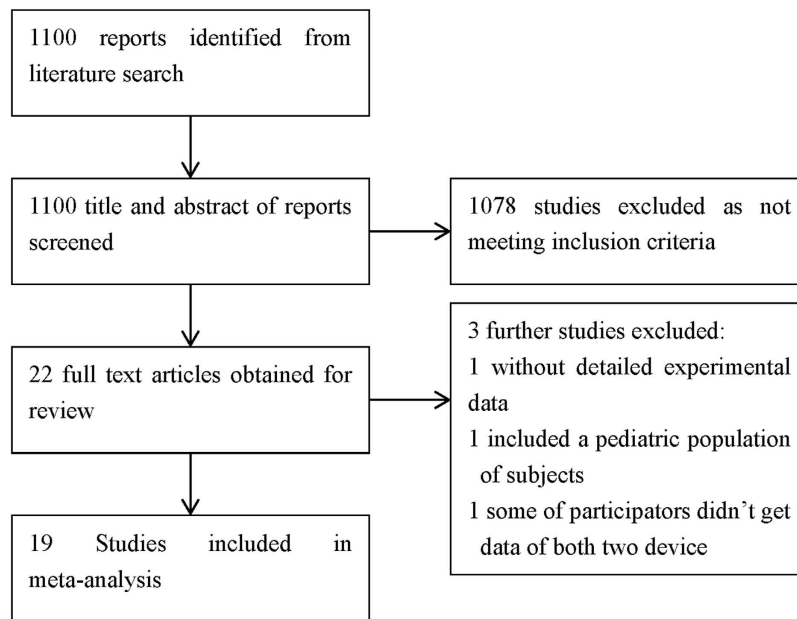 1100 reports identified from
literature search
1100 title and abstract of reports
screened
1078 studies excluded as not
meeting inclusion criteria
22 full text articles obtained for
review
3 further studies excluded:
1 without detailed experimental
data
1 included a pediatric population
of subjects
1 some of participators didn’t get
data of both two device
19 Studies included in
meta-analysis